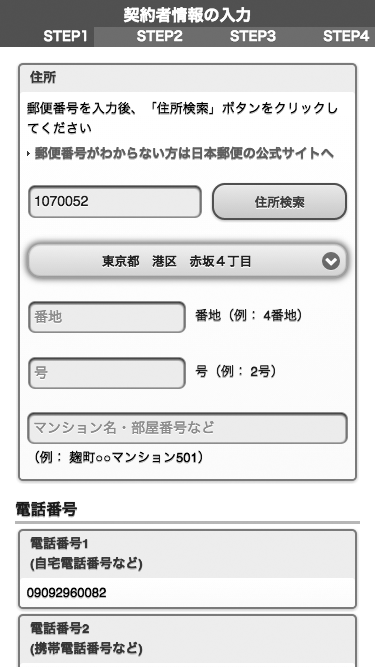 契約者情報の入力
STEP1 STEP2 STEP3 STEP4
住所
郵便番号を入力後、「住所検索」ボタンをクリックし
てください
郵便番号がわからない方は日本郵便の公式サイトへ
1070052 住所検索
東京都 港区 赤坂4丁目
番地 番地（例： 4番地）
号 号（例： 2号）
マンション名・部屋番号など
（例： 麹町○○マンション501）
電話番号
電話番号1
(自宅電話番号など)
09092960082
電話番号2
(携帯電話番号など)